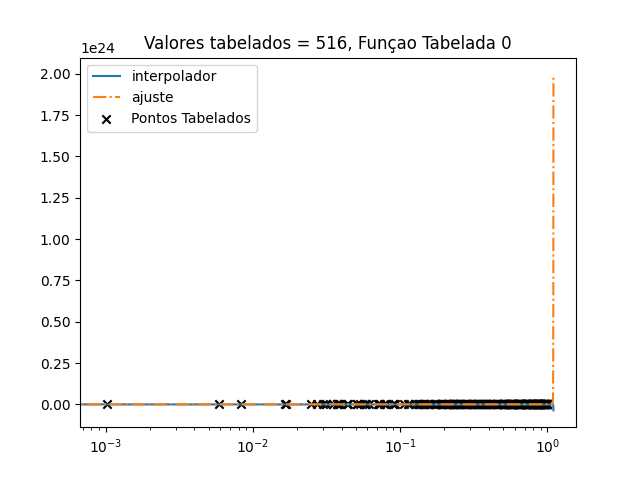 Valores tabelados = 516, Funçao Tabelada 0
1e24
2.00
1.75
1.50
1.25
1.00
0.75
0.50
0.25
0.00
interpolador
ajuste
Pontos Tabelados
10⁻³
10⁻²
10⁻¹
10⁰